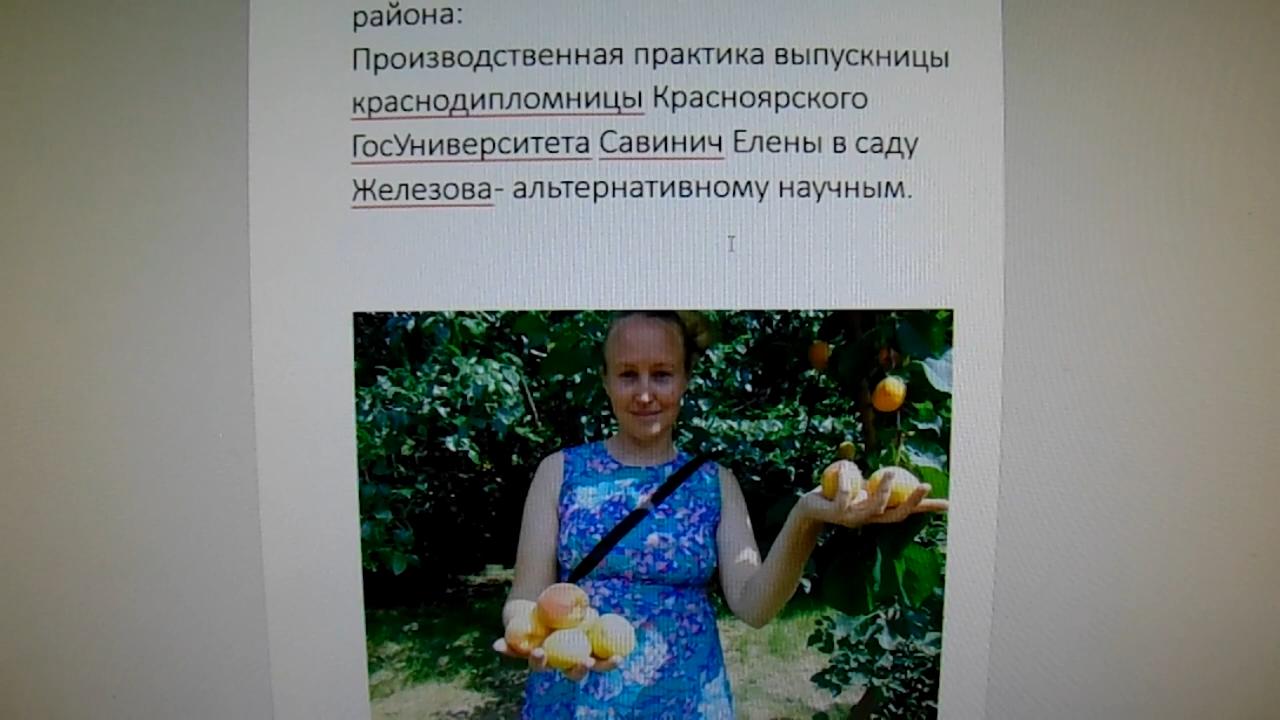 района:
Производственная практика выпускницы
краснодипломницы Красноярского
ГосУниверситета Савинич Елены в саду
Железова- альтернативному научным.